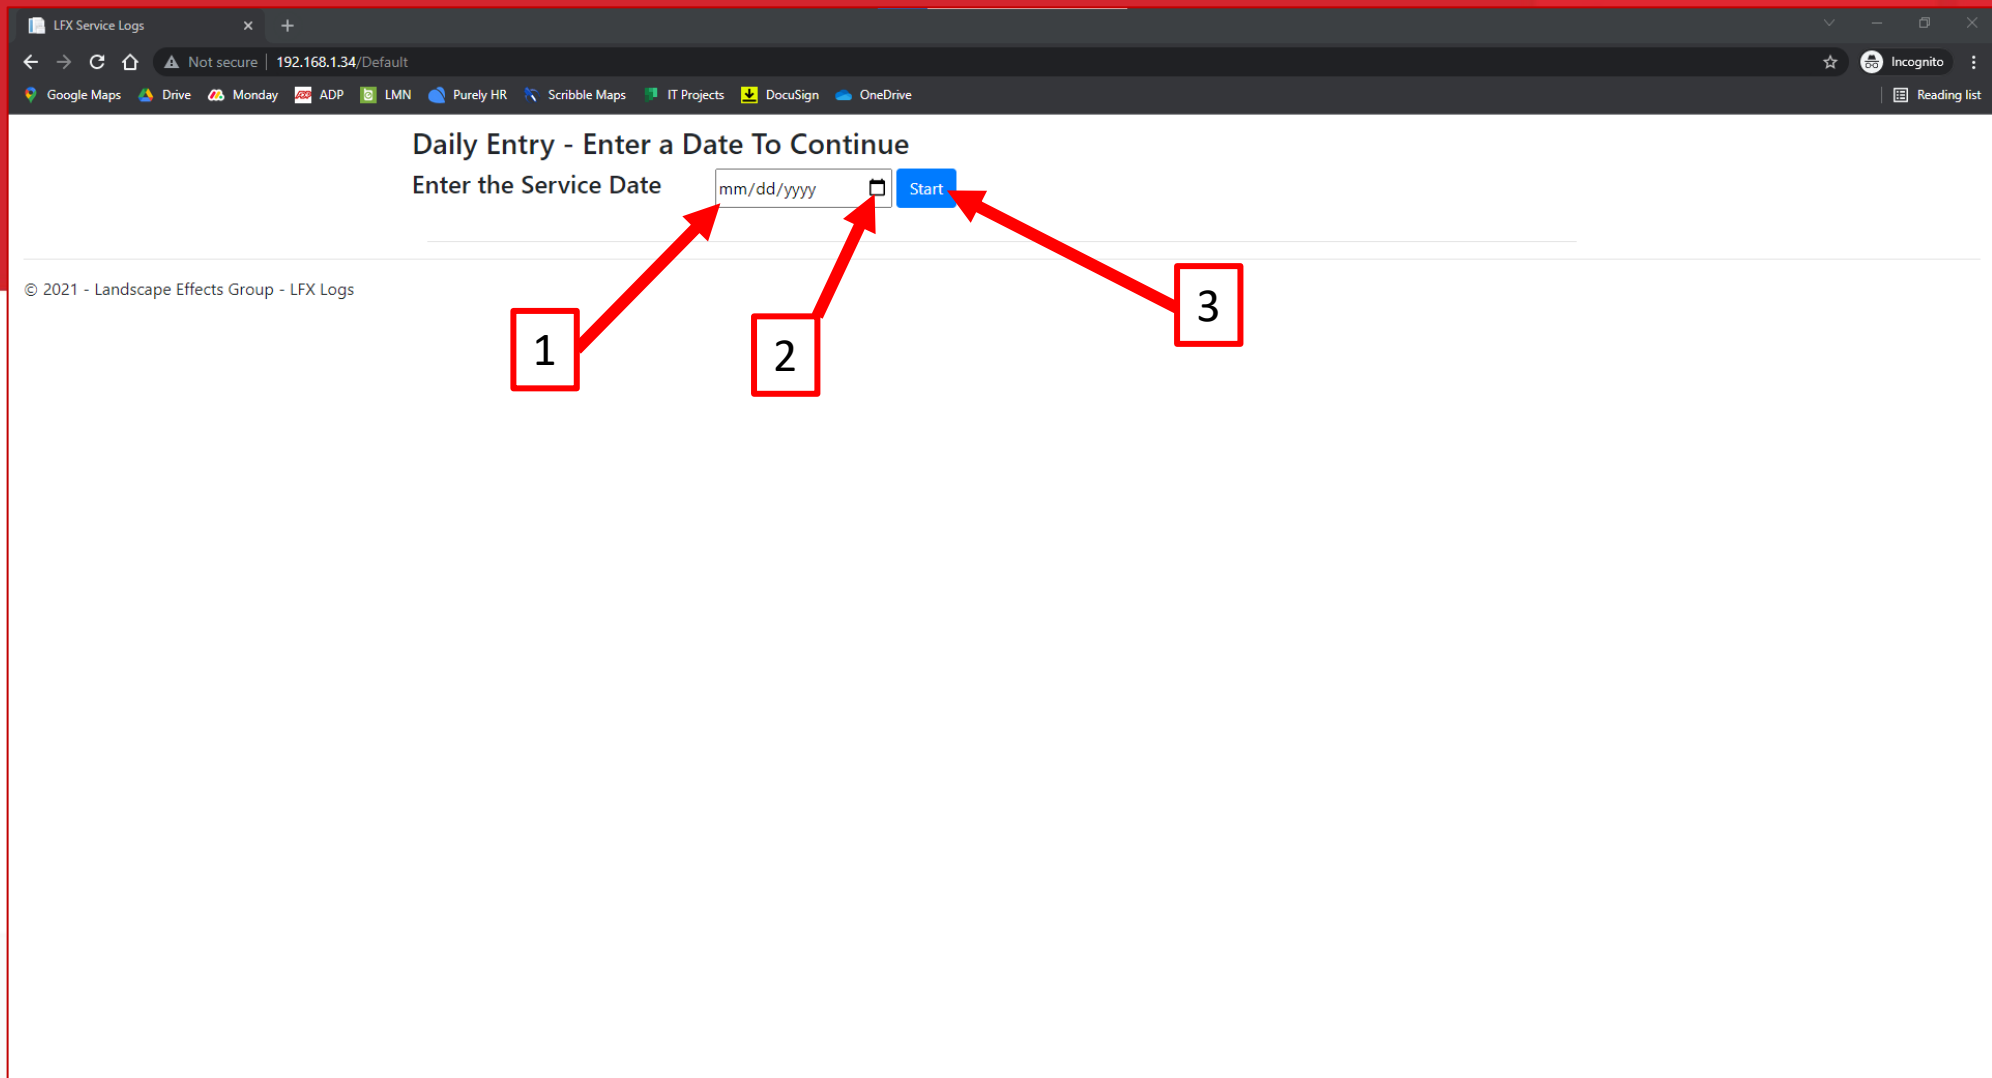 LFX Service Logs
Not secure | 192.168.1.34/Default
Incognito
Google Maps Drive Monday ADP LMN Purely HR Scribble Maps IT Projects DocuSign OneDrive Reading list
Daily Entry - Enter a Date To Continue
Enter the Service Date mm/dd/yyyy Start
© 2021 - Landscape Effects Group - LFX Logs
1
2
3